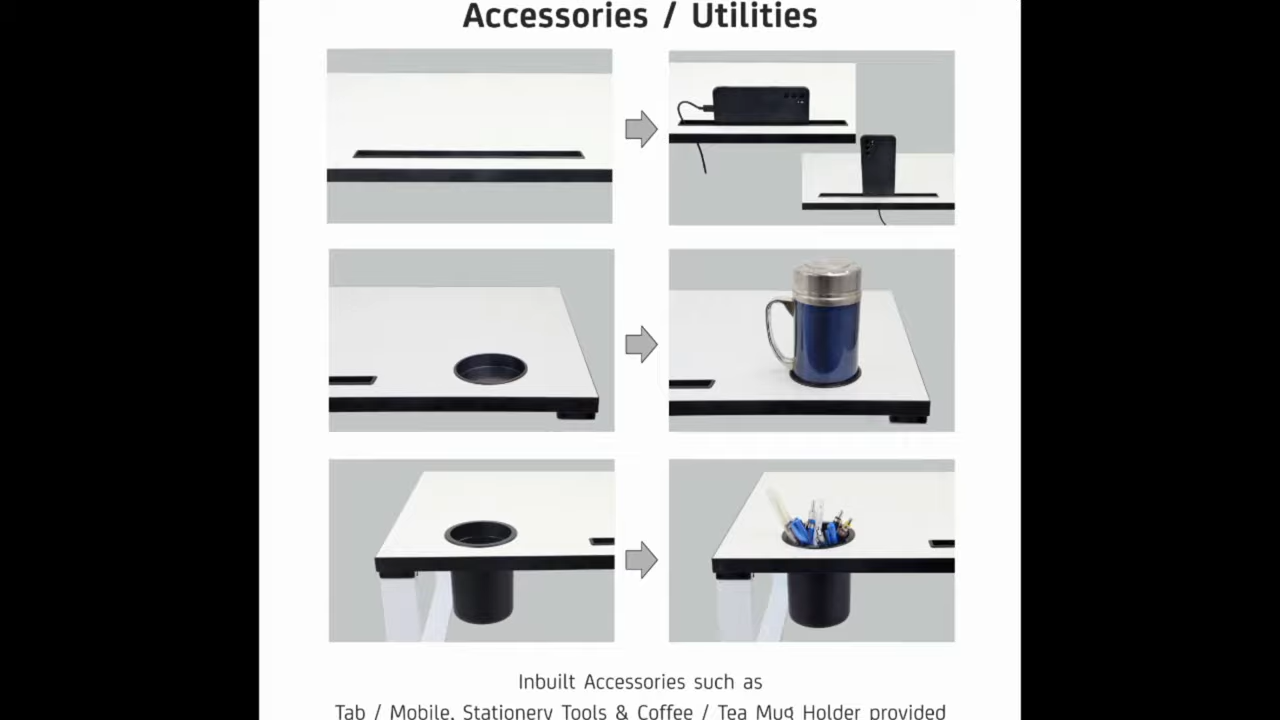 Accessories / Utilities
Inbuilt Accessories such as
Tab / Mobile, Stationery Tools & Coffee / Tea Mug Holder provided